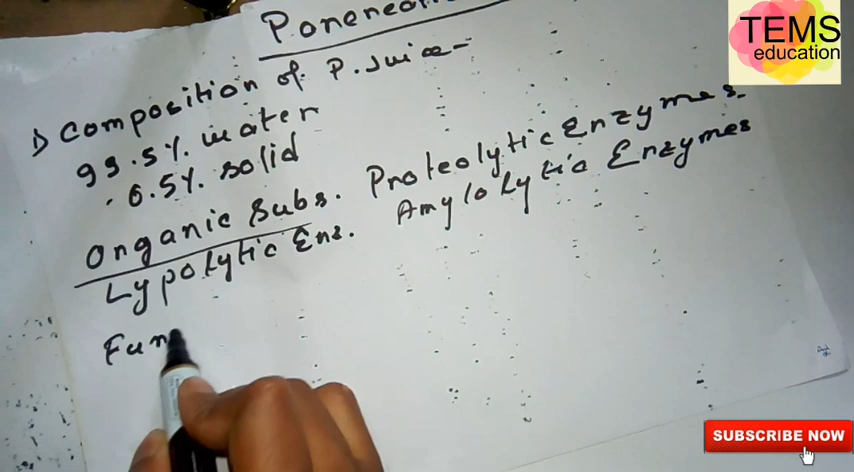 TEMS
education
1) Composition of P. Juice-
99.5% water
0.5% solid
Organic Subs. Proteolytic Enzymes.
Lypolytic Ens. Amylolytic Enzymes
Fun
SUBSCRIBE NOW